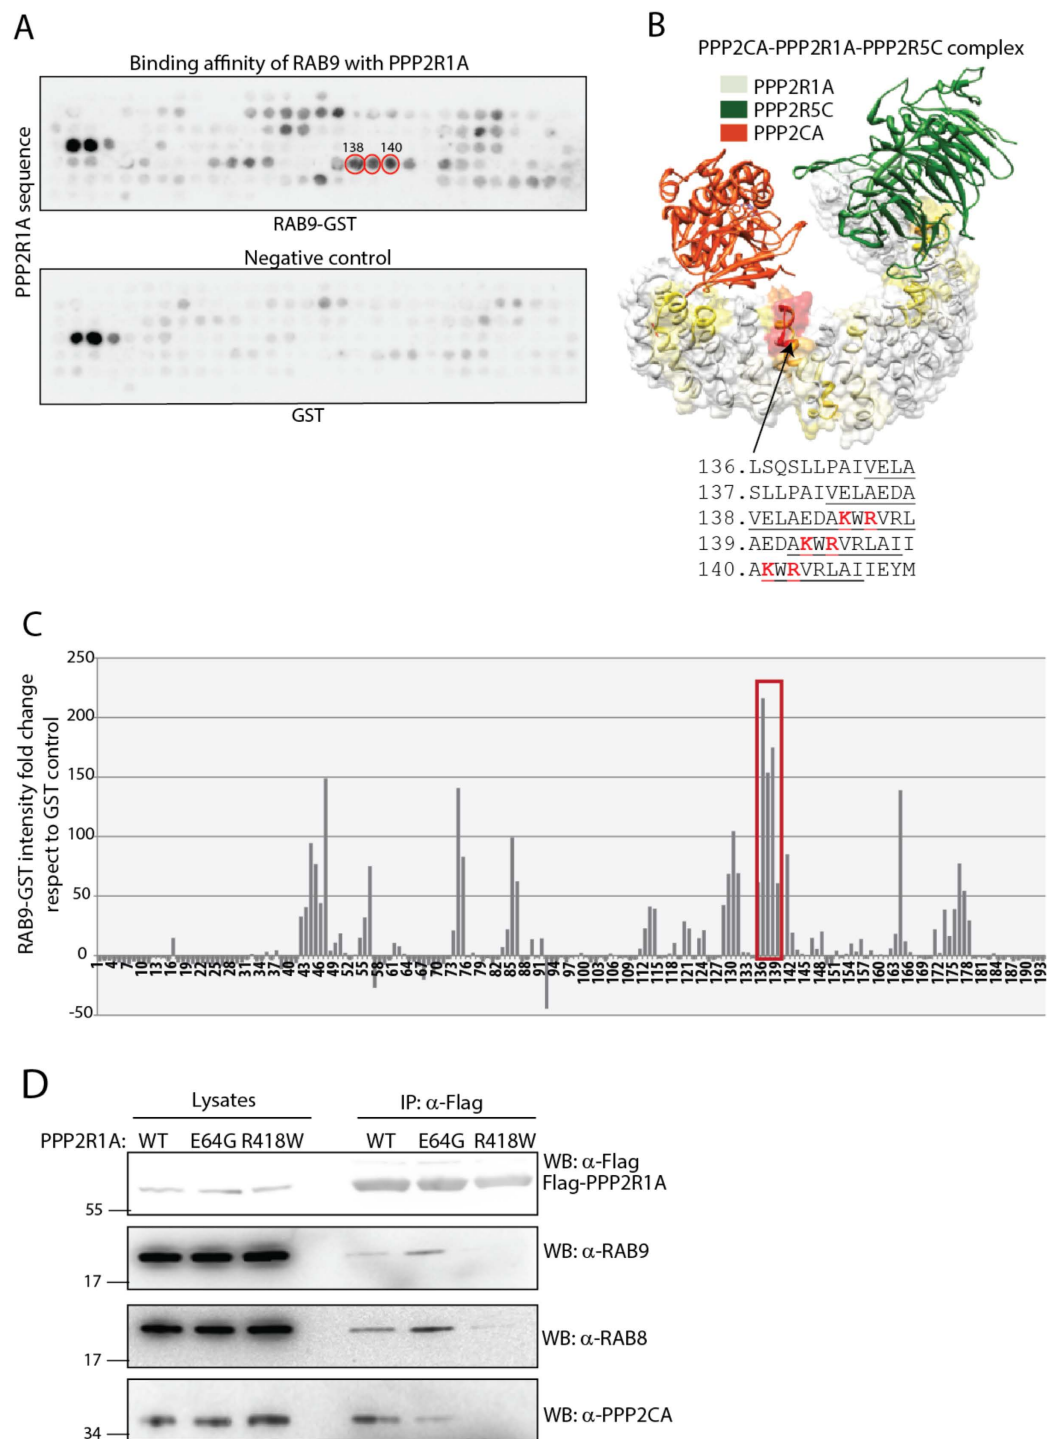 A
Binding affinity of RAB9 with PPP2R1A
PPP2R1A sequence
138 140
RAB9-GST
Negative control
GST
B
PPP2CA-PPP2R1A-PPP2R5C complex
PPP2R1A
PPP2R5C
PPP2CA
136.LSQSLLPAIVELA
137.SLLPAIVELAEDA
138.VELAEDAKWRVRL
139.AEDAKWRVRLAII
140.AKWRVRLAIIEYM
C
RAB9-GST intensity fold change
respect to GST control
250
200
150
100
50
0
-50
1 4 7 10 13 16 19 22 25 28 31 34 37 40 43 46 49 52 55 58 61 64 67 70 73 76 79 82 85 88 91 94 97 100 103 106 109 112 115 118 121 124 127 130 133 136 139 142 145 148 151 154 157 160 163 166 169 172 175 178 181 184 187 190 193
D
Lysates IP: α-Flag
PPP2R1A: WT E64G R418W WT E64G R418W
WB: α-Flag
Flag-PPP2R1A
55
WB: α-RAB9
17
WB: α-RAB8
17
WB: α-PPP2CA
34